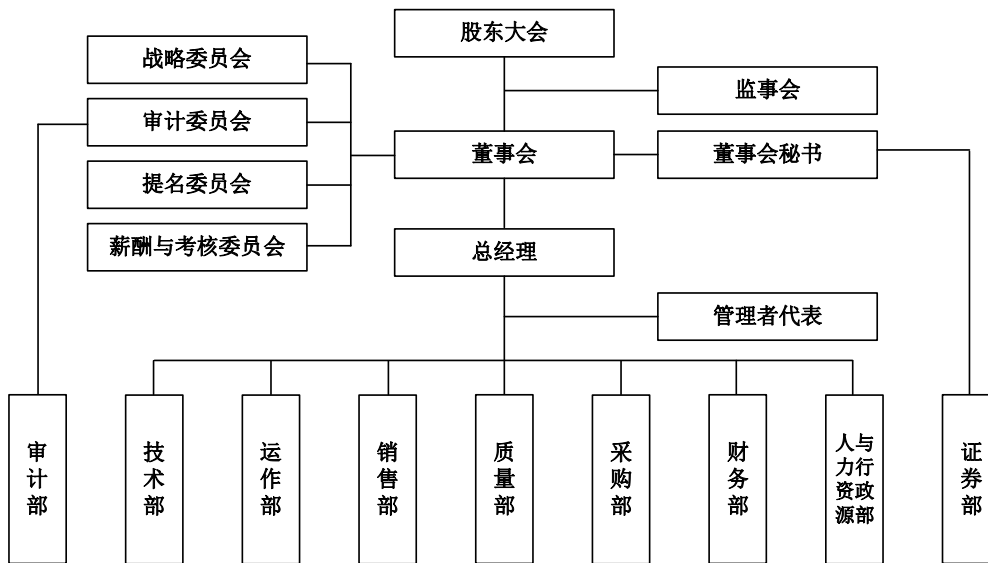 股东大会
战略委员会
监事会
审计委员会
董事会
董事会秘书
提名委员会
薪酬与考核委员会
总经理
管理者代表
审计部
技术部
运作部
销售部
质量部
采购部
财务部
人力资源
与行政部
证券部